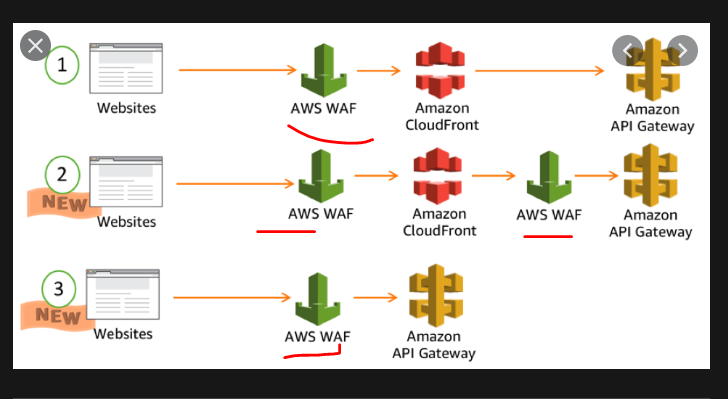 1
Websites
AWS WAF
Amazon
CloudFront
Amazon
API Gateway
2
NEW
Websites
AWS WAF
Amazon
CloudFront
AWS WAF
Amazon
API Gateway
3
NEW
Websites
AWS WAF
Amazon
API Gateway